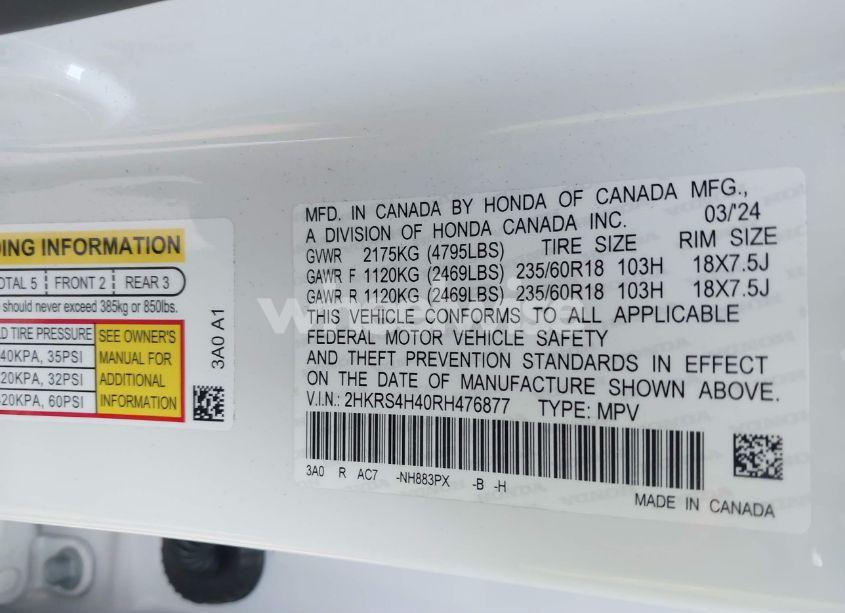 DING INFORMATION
OTAL 5 FRONT 2 REAR 3
should never exceed 385kg or 850lbs.
D TIRE PRESSURE
40KPA, 35PSI
20KPA, 32PSI
20KPA, 60PSI
SEE OWNER'S
MANUAL FOR
ADDITIONAL
INFORMATION
3A0 A1
MFD. IN CANADA BY HONDA OF CANADA MFG.,
A DIVISION OF HONDA CANADA INC. 03/'24
GVWR 2175KG (4795LBS) TIRE SIZE RIM SIZE
GAWR F 1120KG (2469LBS) 235/60R18 103H 18X7.5J
GAWR R 1120KG (2469LBS) 235/60R18 103H 18X7.5J
THIS VEHICLE CONFORMS TO ALL APPLICABLE
FEDERAL MOTOR VEHICLE SAFETY
AND THEFT PREVENTION STANDARDS IN EFFECT
ON THE DATE OF MANUFACTURE SHOWN ABOVE.
V.I.N.: 2HKRS4H40RH476877 TYPE: MPV
3A0 R AC7 -NH883PX -B -H
MADE IN CANADA